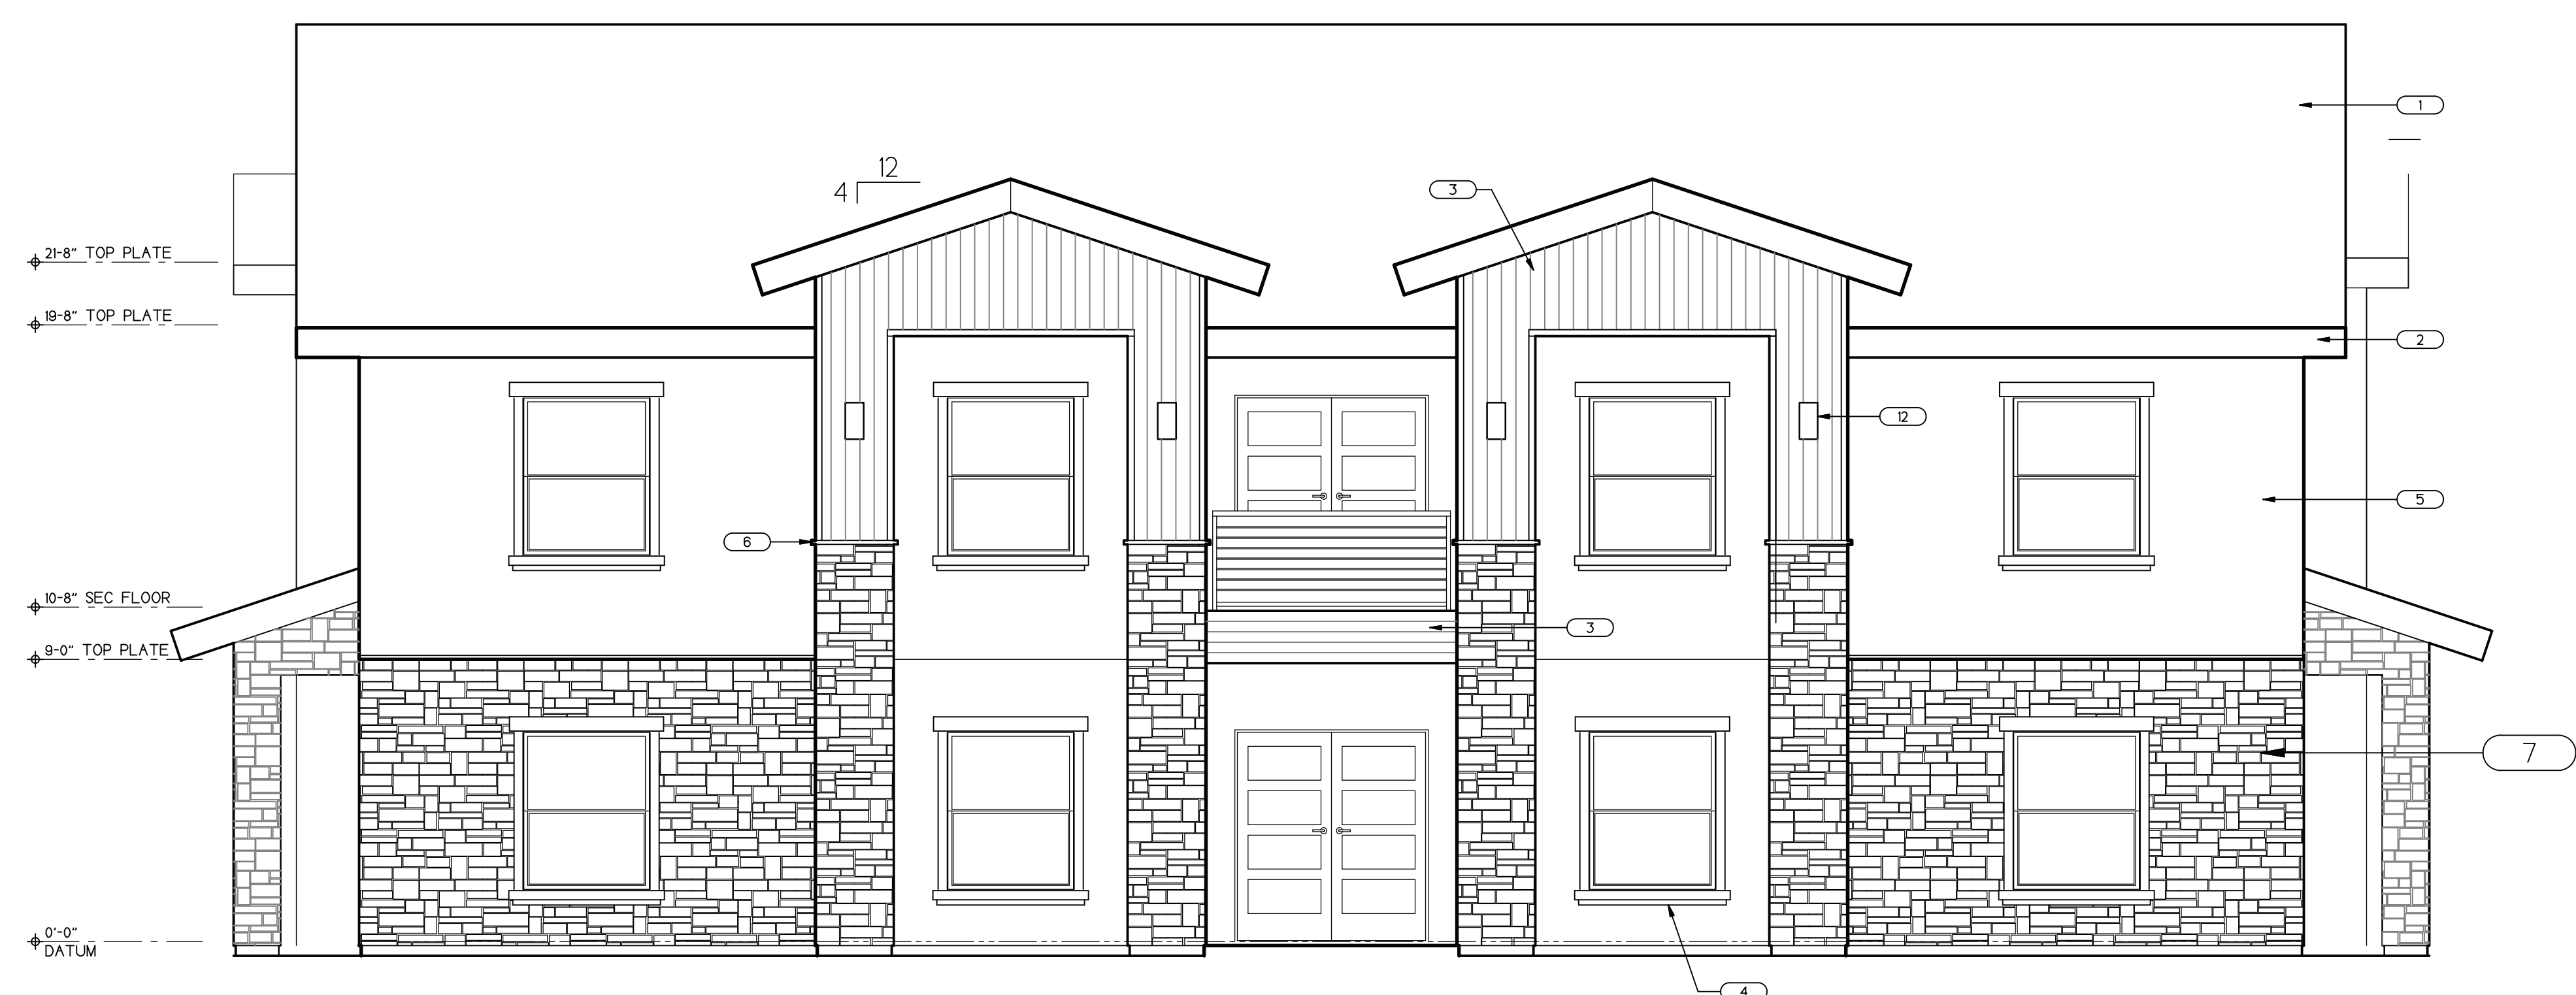 1
12
4
3
21-8" TOP PLATE
19-8" TOP PLATE
2
12
5
6
10-8" SEC FLOOR
3
9-0" TOP PLATE
7
0'-0"
DATUM
4